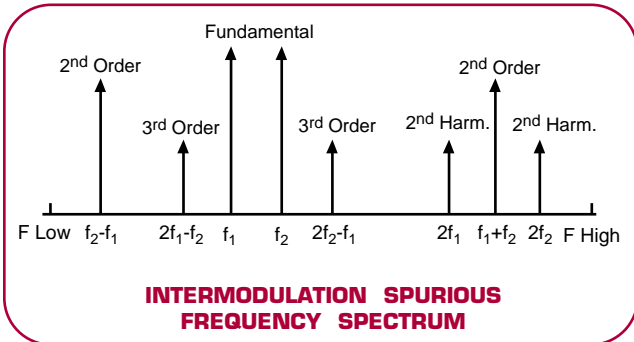 Fundamental
2nd Order
2nd Order
3rd Order
3rd Order
2nd Harm.
2nd Harm.
F Low f2-f1 2f1-f2 f1 f2 2f2-f1 2f1 f1+f2 2f2 F High
INTERMODULATION SPURIOUS
FREQUENCY SPECTRUM